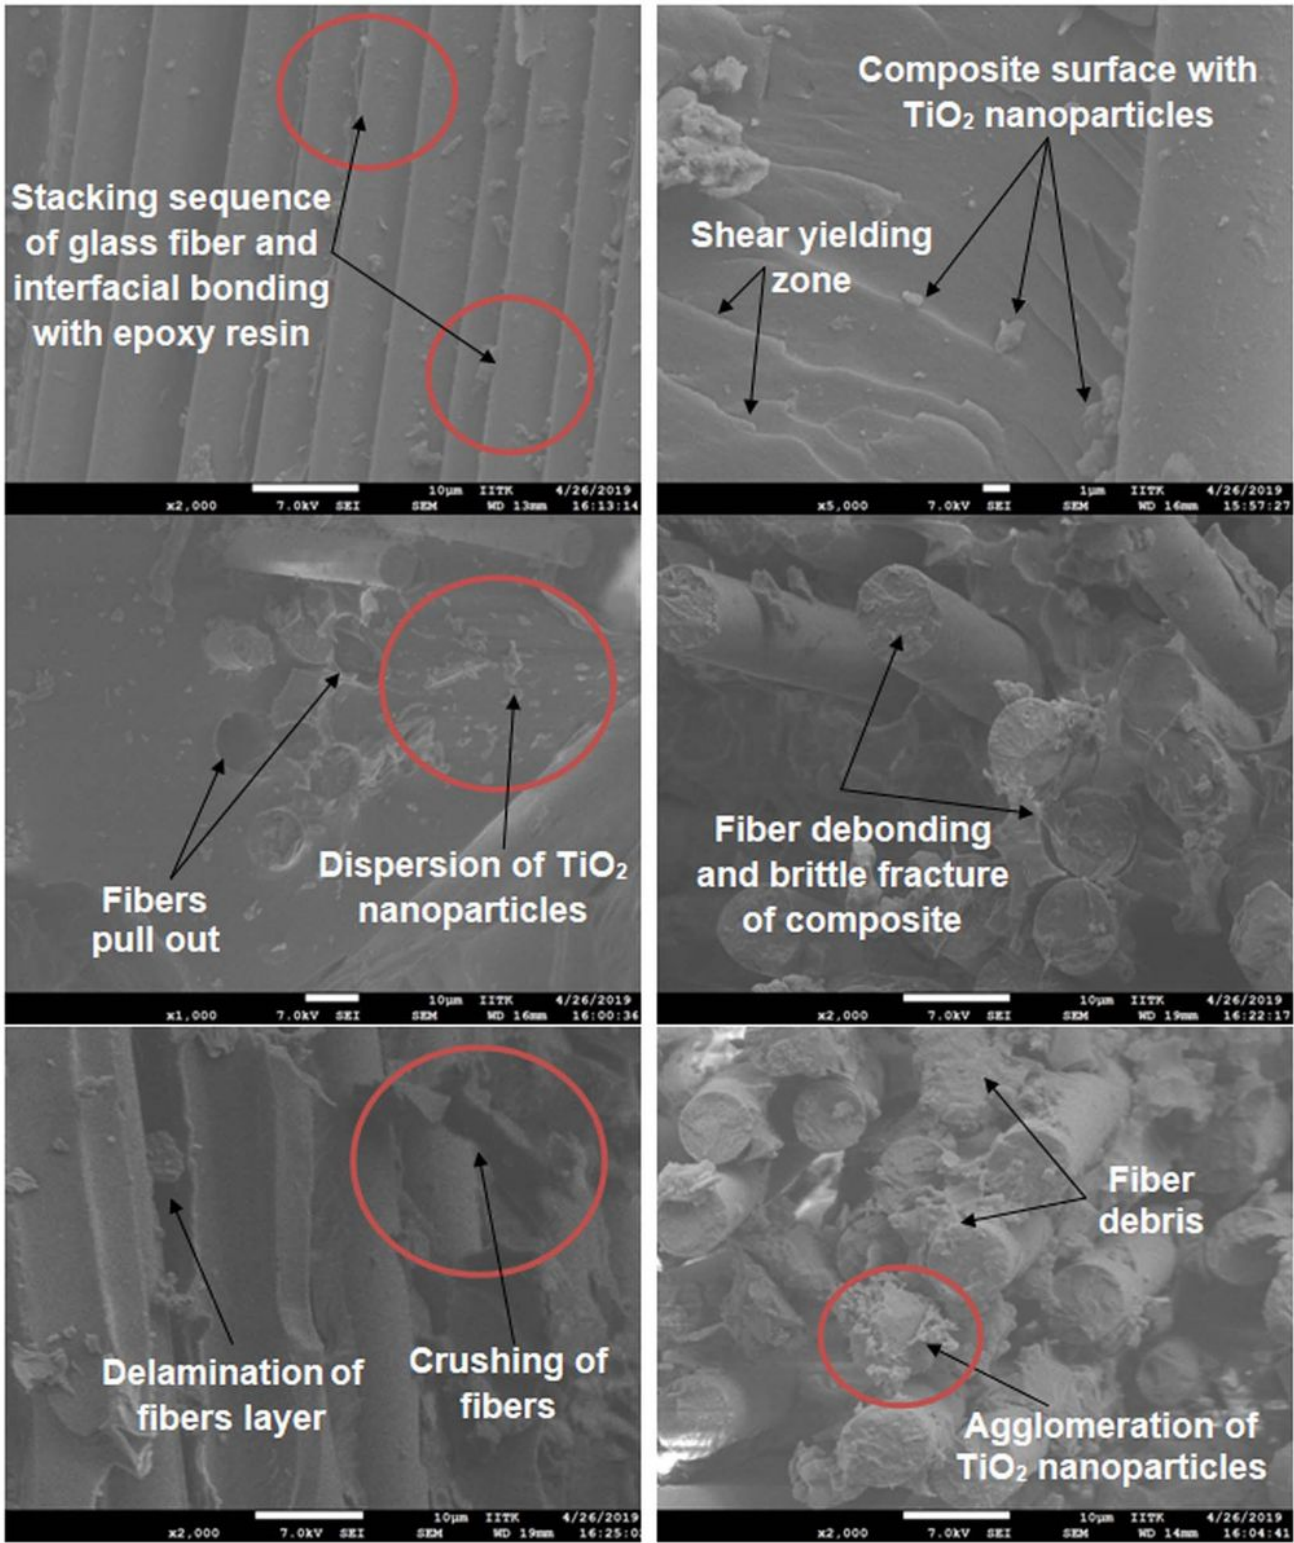 Stacking sequence
of glass fiber and
interfacial bonding
with epoxy resin
10µm IITK 4/26/2019
x2,000 7.0kV SEI SEM WD 13mm 16:13:14
Composite surface with
TiO₂ nanoparticles
Shear yielding
zone
1µm IITK 4/26/2019
x5,000 7.0kV SEI SEM WD 16mm 15:57:27
Fibers
pull out
Dispersion of TiO₂
nanoparticles
10µm IITK 4/26/2019
x1,000 7.0kV SEI SEM WD 16mm 16:00:36
Fiber debonding
and brittle fracture
of composite
10µm IITK 4/26/2019
x2,000 7.0kV SEI SEM WD 19mm 16:22:17
Delamination of
fibers layer
Crushing of
fibers
10µm IITK 4/26/2019
x2,000 7.0kV SEI SEM WD 19mm
Fiber
debris
Agglomeration of
TiO₂ nanoparticles
10µm IITK 4/26/2019
x2,000 7.0kV SEI SEM WD 14mm 16:04:41